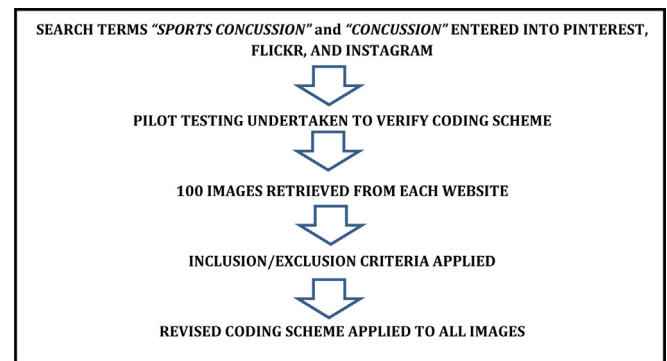 SEARCH TERMS “SPORTS CONCUSSION” and “CONCUSSION” ENTERED INTO PINTEREST,
FLICKR, AND INSTAGRAM
PILOT TESTING UNDERTAKEN TO VERIFY CODING SCHEME
100 IMAGES RETRIEVED FROM EACH WEBSITE
INCLUSION/EXCLUSION CRITERIA APPLIED
REVISED CODING SCHEME APPLIED TO ALL IMAGES